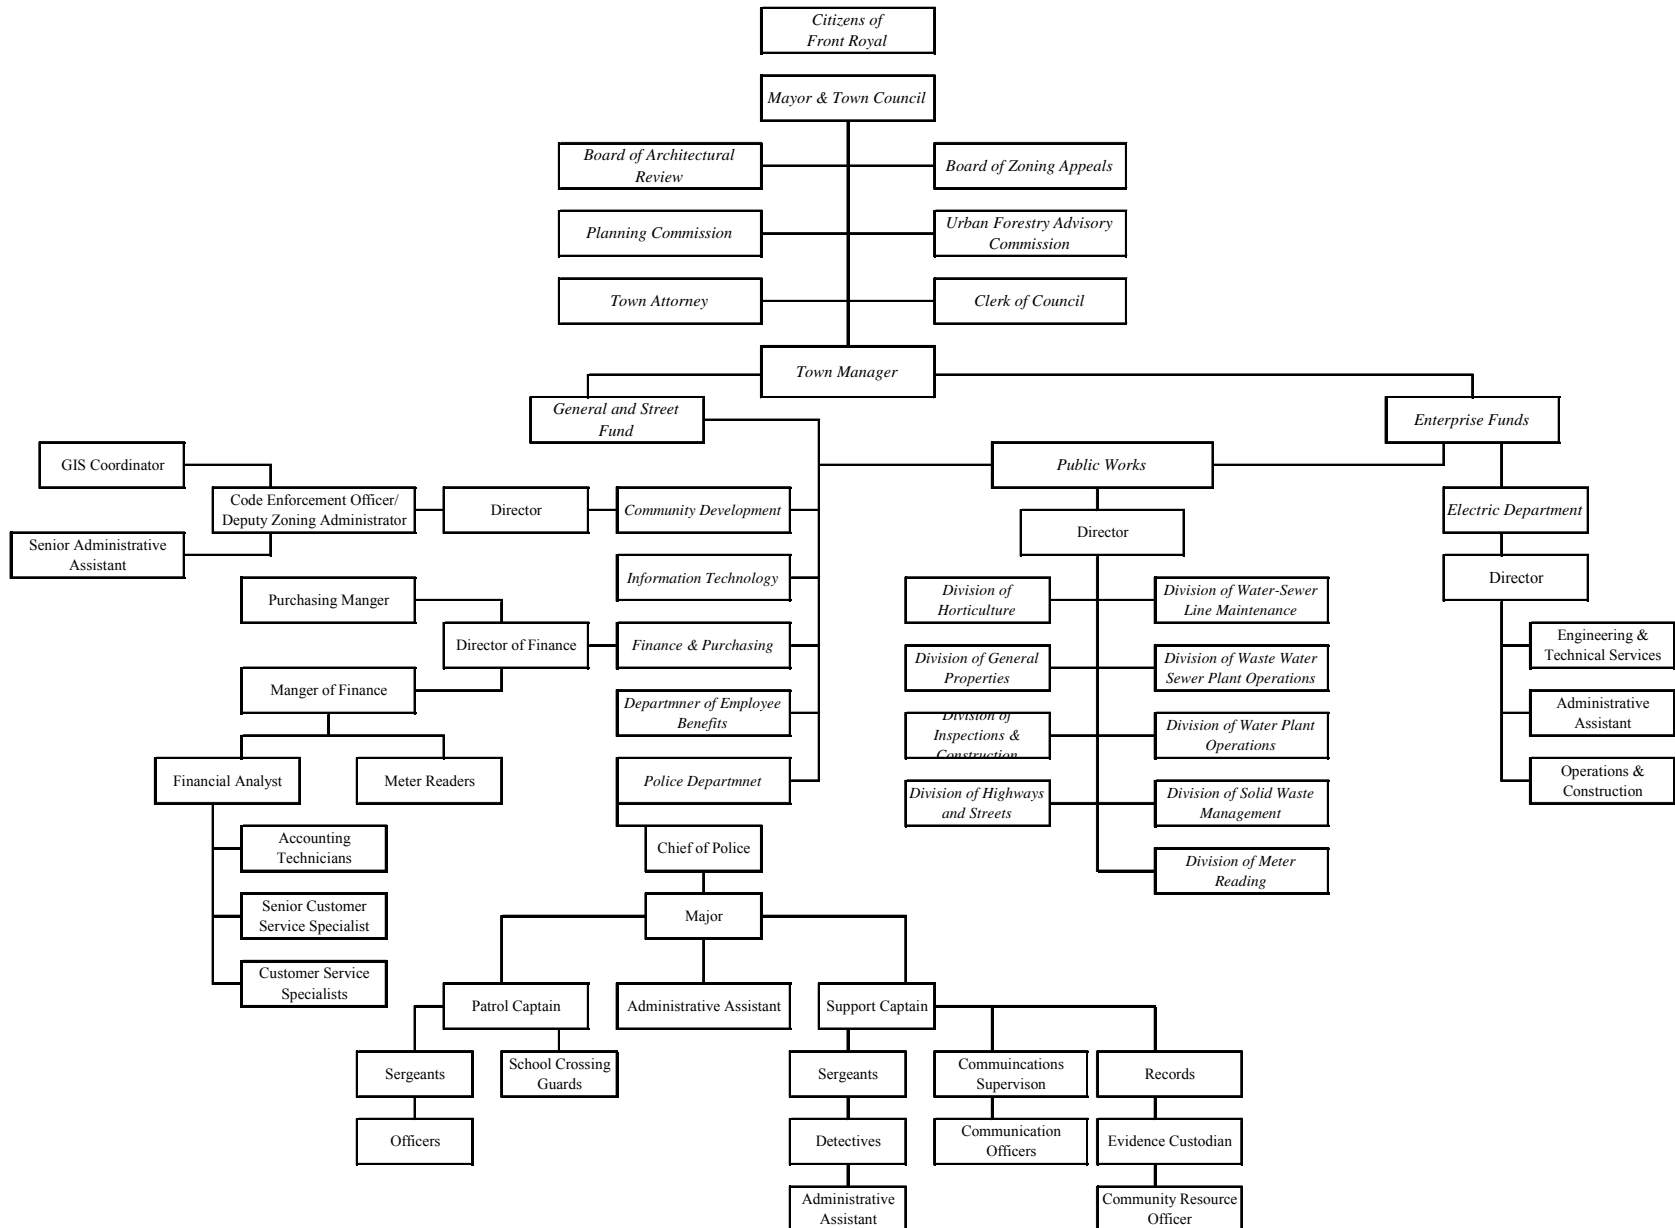 Citizens of
Front Royal
Mayor & Town Council
Board of Architectural
Review
Board of Zoning Appeals
Planning Commission
Urban Forestry Advisory
Commission
Town Attorney
Clerk of Council
Town Manager
General and Street
Fund
Enterprise Funds
GIS Coordinator
Public Works
Code Enforcement Officer/
Deputy Zoning Administrator
Director
Community Development
Electric Department
Director
Senior Administrative
Assistant
Information Technology
Director
Division of
Horticulture
Division of Water-Sewer
Line Maintenance
Purchasing Manger
Director of Finance
Finance & Purchasing
Engineering &
Technical Services
Division of General
Properties
Division of Waste Water
Sewer Plant Operations
Manger of Finance
Departmner of Employee
Benefits
Administrative
Assistant
Division of
Inspections &
Construction
Division of Water Plant
Operations
Financial Analyst
Meter Readers
Police Departmnet
Operations &
Construction
Division of Highways
and Streets
Division of Solid Waste
Management
Accounting
Technicians
Chief of Police
Division of Meter
Reading
Senior Customer
Service Specialist
Major
Customer Service
Specialists
Patrol Captain
Administrative Assistant
Support Captain
Sergeants
School Crossing
Guards
Sergeants
Commuincations
Supervison
Records
Officers
Detectives
Communication
Officers
Evidence Custodian
Administrative
Assistant
Community Resource
Officer